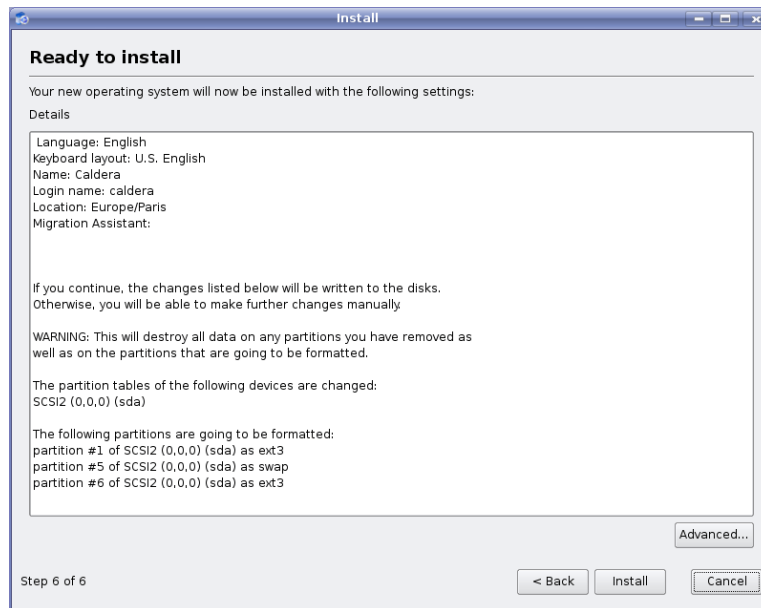 Install
Ready to install
Your new operating system will now be installed with the following settings:
Details
Language: English
Keyboard layout: U.S. English
Name: Caldera
Login name: caldera
Location: Europe/Paris
Migration Assistant:
If you continue, the changes listed below will be written to the disks.
Otherwise, you will be able to make further changes manually.
WARNING: This will destroy all data on any partitions you have removed as
well as on the partitions that are going to be formatted.
The partition tables of the following devices are changed:
SCSI2 (0,0,0) (sda)
The following partitions are going to be formatted:
partition #1 of SCSI2 (0,0,0) (sda) as ext3
partition #5 of SCSI2 (0,0,0) (sda) as swap
partition #6 of SCSI2 (0,0,0) (sda) as ext3
Advanced...
Step 6 of 6
< Back
Install
Cancel